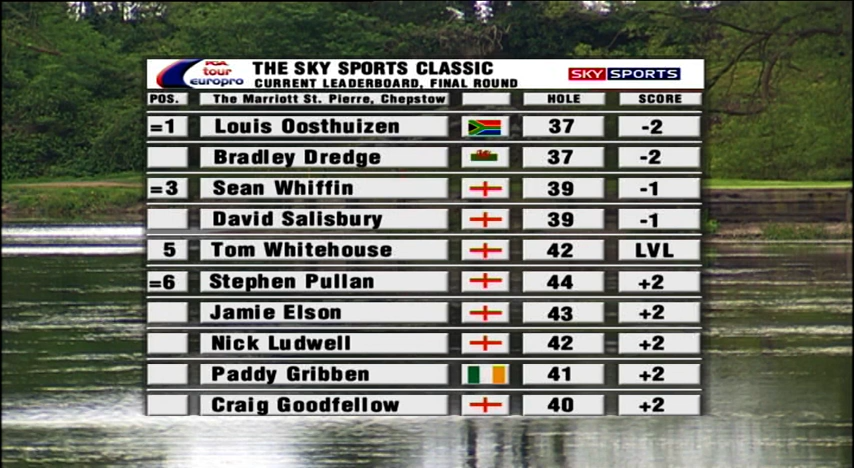 PGA
tour
europro
THE SKY SPORTS CLASSIC
CURRENT LEADERBOARD, FINAL ROUND
SKY SPORTS
POS. The Marriott St. Pierre, Chepstow HOLE SCORE
=1 Louis Oosthuizen 37 -2
Bradley Dredge 37 -2
=3 Sean Whiffin 39 -1
David Salisbury 39 -1
5 Tom Whitehouse 42 LVL
=6 Stephen Pullan 44 +2
Jamie Elson 43 +2
Nick Ludwell 42 +2
Paddy Gribben 41 +2
Craig Goodfellow 40 +2